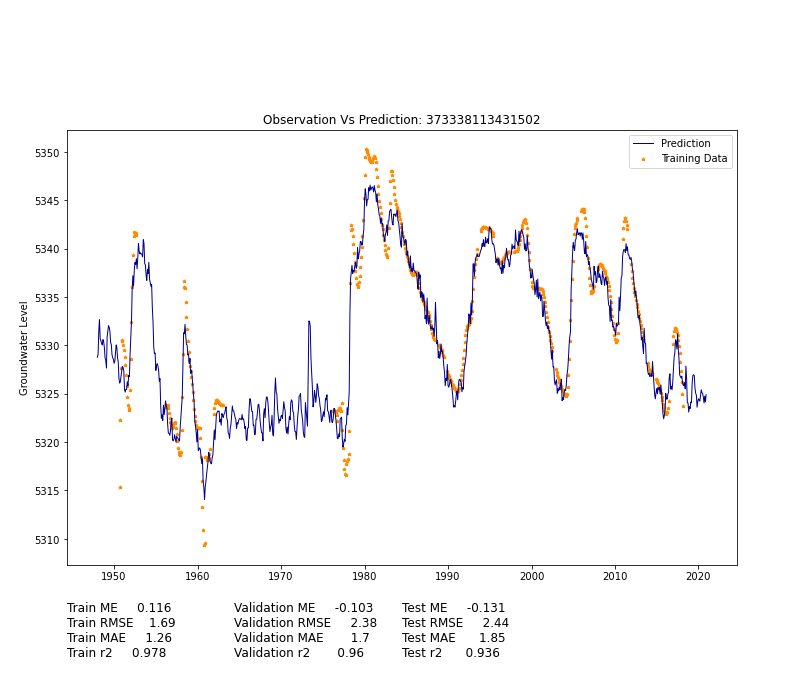 Observation Vs Prediction: 373338113431502
Prediction
Training Data
Groundwater Level
5350
5345
5340
5335
5330
5325
5320
5315
5310
1950 1960 1970 1980 1990 2000 2010 2020
Train ME 0.116 Validation ME -0.103 Test ME -0.131
Train RMSE 1.69 Validation RMSE 2.38 Test RMSE 2.44
Train MAE 1.26 Validation MAE 1.7 Test MAE 1.85
Train r2 0.978 Validation r2 0.96 Test r2 0.936